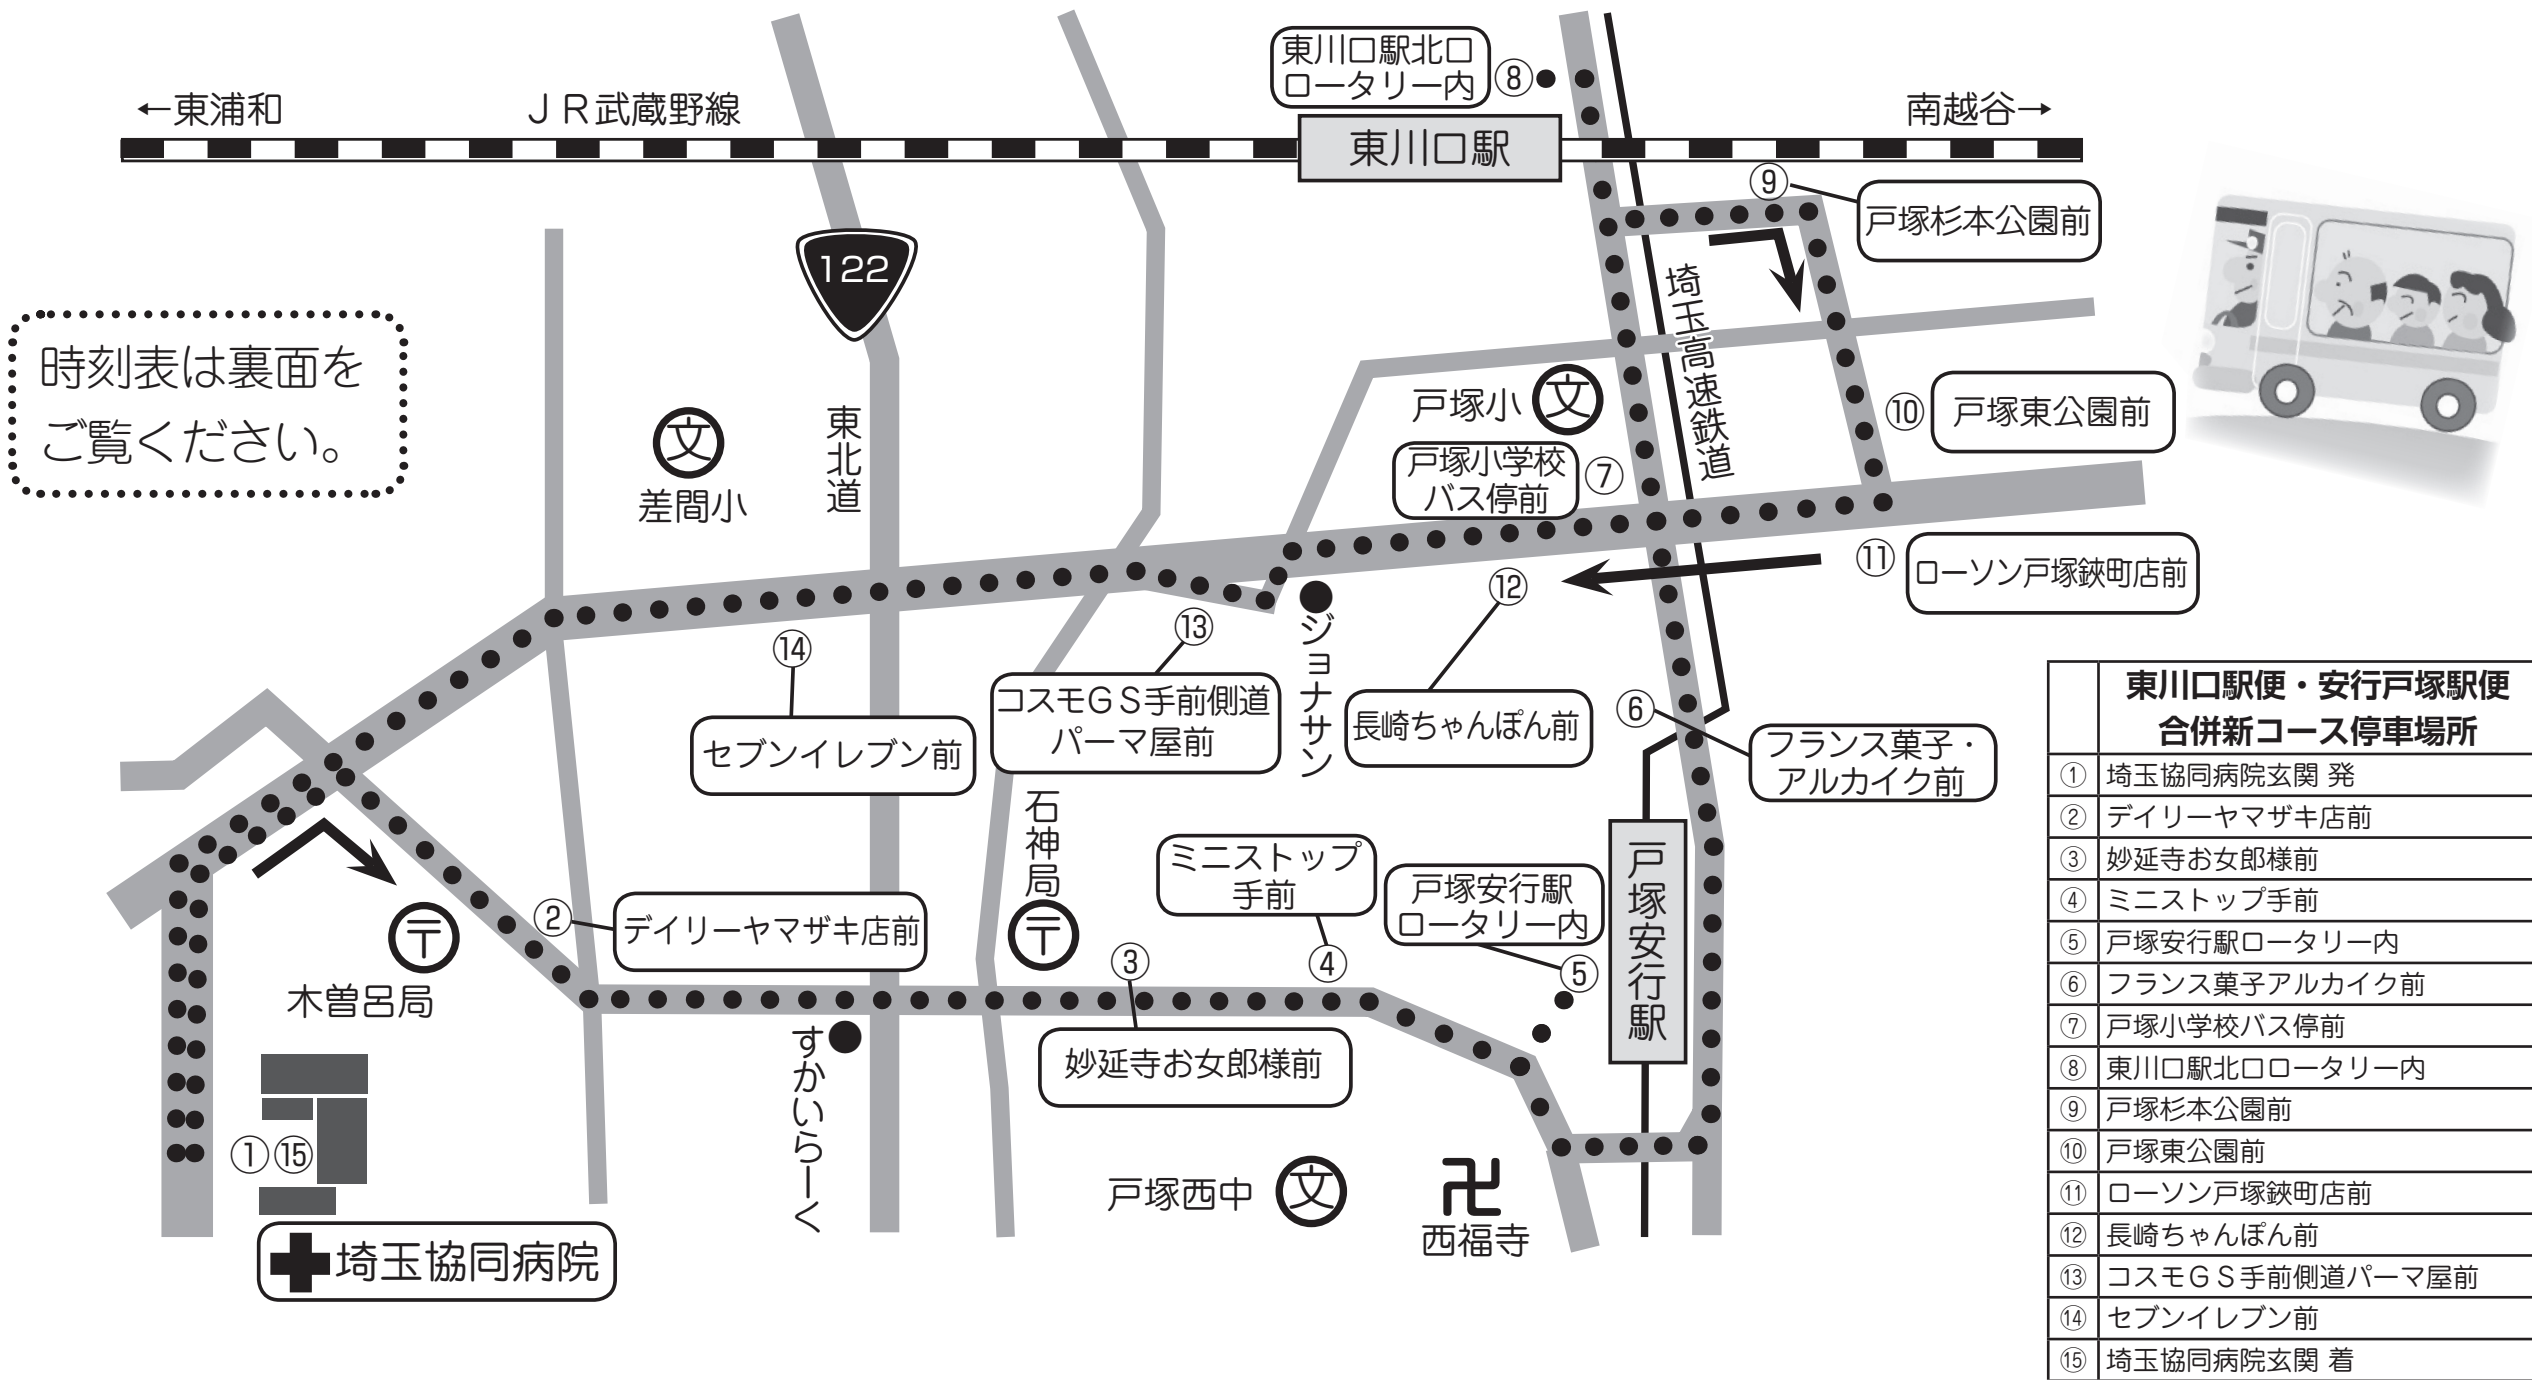 東川口駅北口
ロータリー内
⑧
←東浦和
JR武蔵野線
南越谷→
東川口駅
⑨
戸塚杉本公園前
122
埼玉高速鉄道
時刻表は裏面を
ご覧ください。
戸塚小
文
⑩
戸塚東公園前
東北道
文
差間小
戸塚小学校
バス停前
⑦
⑪
ローソン戸塚鋏町店前
⑫
長崎ちゃんぽん前
ジョナサン
⑬
コスモGS手前側道
パーマ屋前
⑭
セブンイレブン前
⑥
フランス菓子・
アルカイク前
石神局
〒
ミニストップ
手前
④
戸塚安行駅
ロータリー内
⑤
戸塚安行駅
②
デイリーヤマザキ店前
③
妙延寺お女郎様前
〒
木曽呂局
すかいらーく
①⑮
埼玉協同病院
戸塚西中
文
卍
西福寺
東川口駅便・安行戸塚駅便
合併新コース停車場所
① 埼玉協同病院玄関 発
② デイリーヤマザキ店前
③ 妙延寺お女郎様前
④ ミニストップ手前
⑤ 戸塚安行駅ロータリー内
⑥ フランス菓子アルカイク前
⑦ 戸塚小学校バス停前
⑧ 東川口駅北口ロータリー内
⑨ 戸塚杉本公園前
⑩ 戸塚東公園前
⑪ ローソン戸塚鋏町店前
⑫ 長崎ちゃんぽん前
⑬ コスモGS手前側道パーマ屋前
⑭ セブンイレブン前
⑮ 埼玉協同病院玄関 着